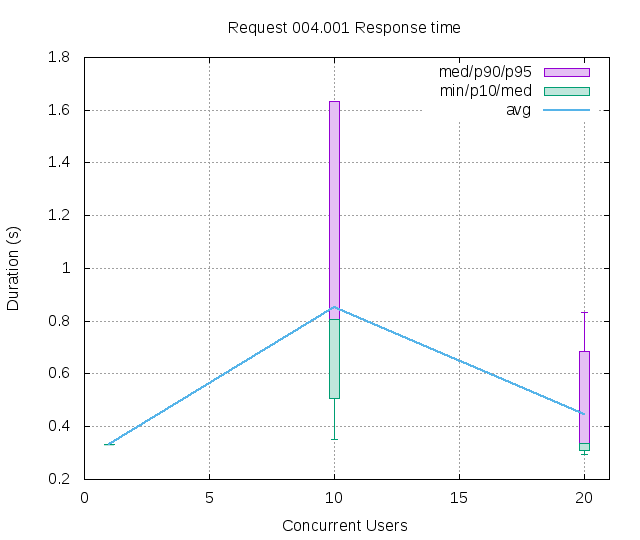 Request 004.001 Response time
1.8
1.6
1.4
1.2
1
0.8
0.6
0.4
0.2
Duration (s)
med/p90/p95
min/p10/med
avg
0 5 10 15 20
Concurrent Users